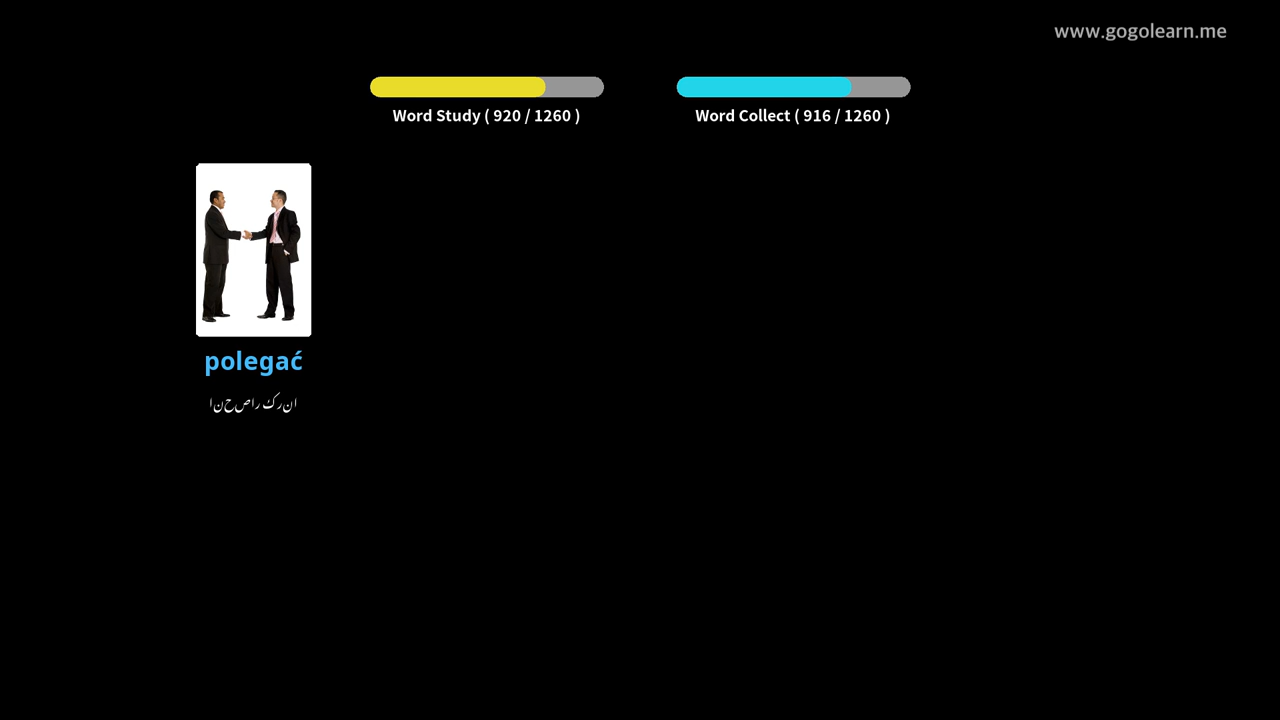 www.gogolearn.me
Word Study ( 920 / 1260 )
Word Collect ( 916 / 1260 )
polegać
انحصار کرنا